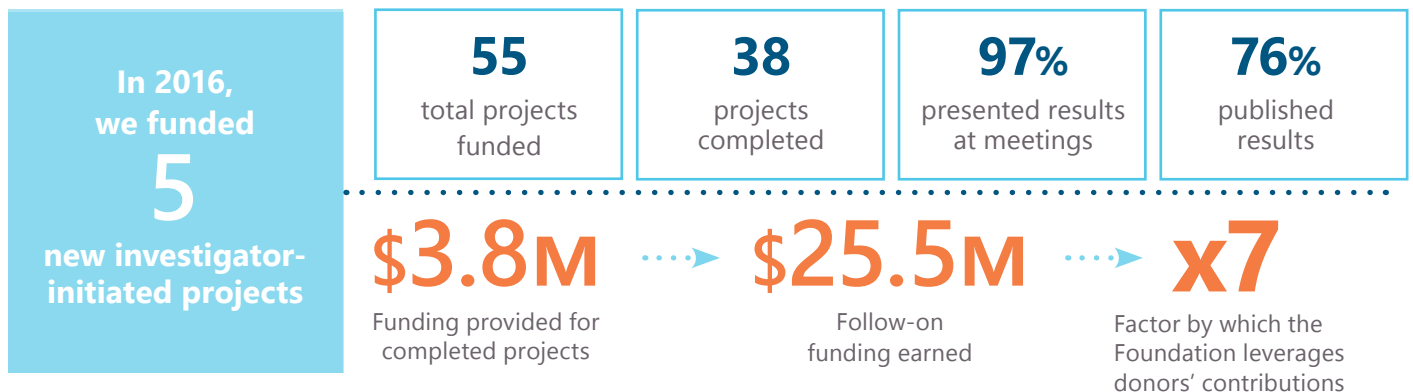 In 2016,
we funded
5
new investigator-
initiated projects
55
total projects
funded
38
projects
completed
97%
presented results
at meetings
76%
published
results
$3.8M
Funding provided for
completed projects
$25.5M
Follow-on
funding earned
x7
Factor by which the
Foundation leverages
donors' contributions